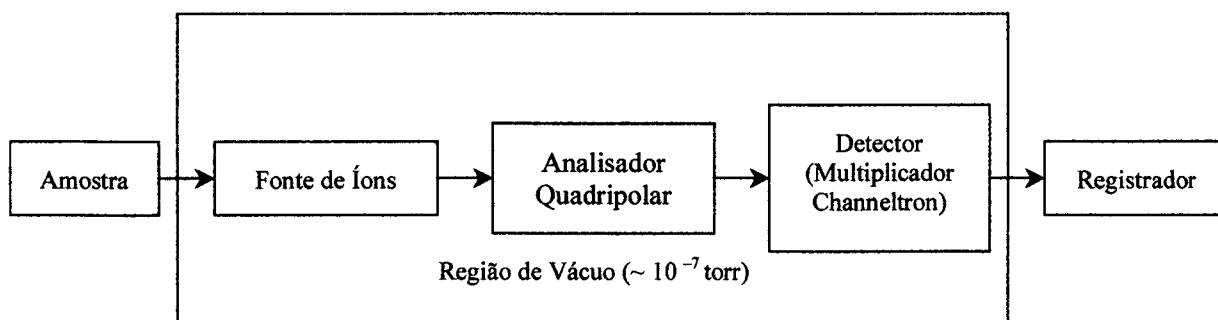 Amostra
Fonte de Íons
Analisador
Quadripolar
Detector
(Multiplicador
Channeltron)
Registrador
Região de Vácuo (~ 10 ⁻⁷ torr)